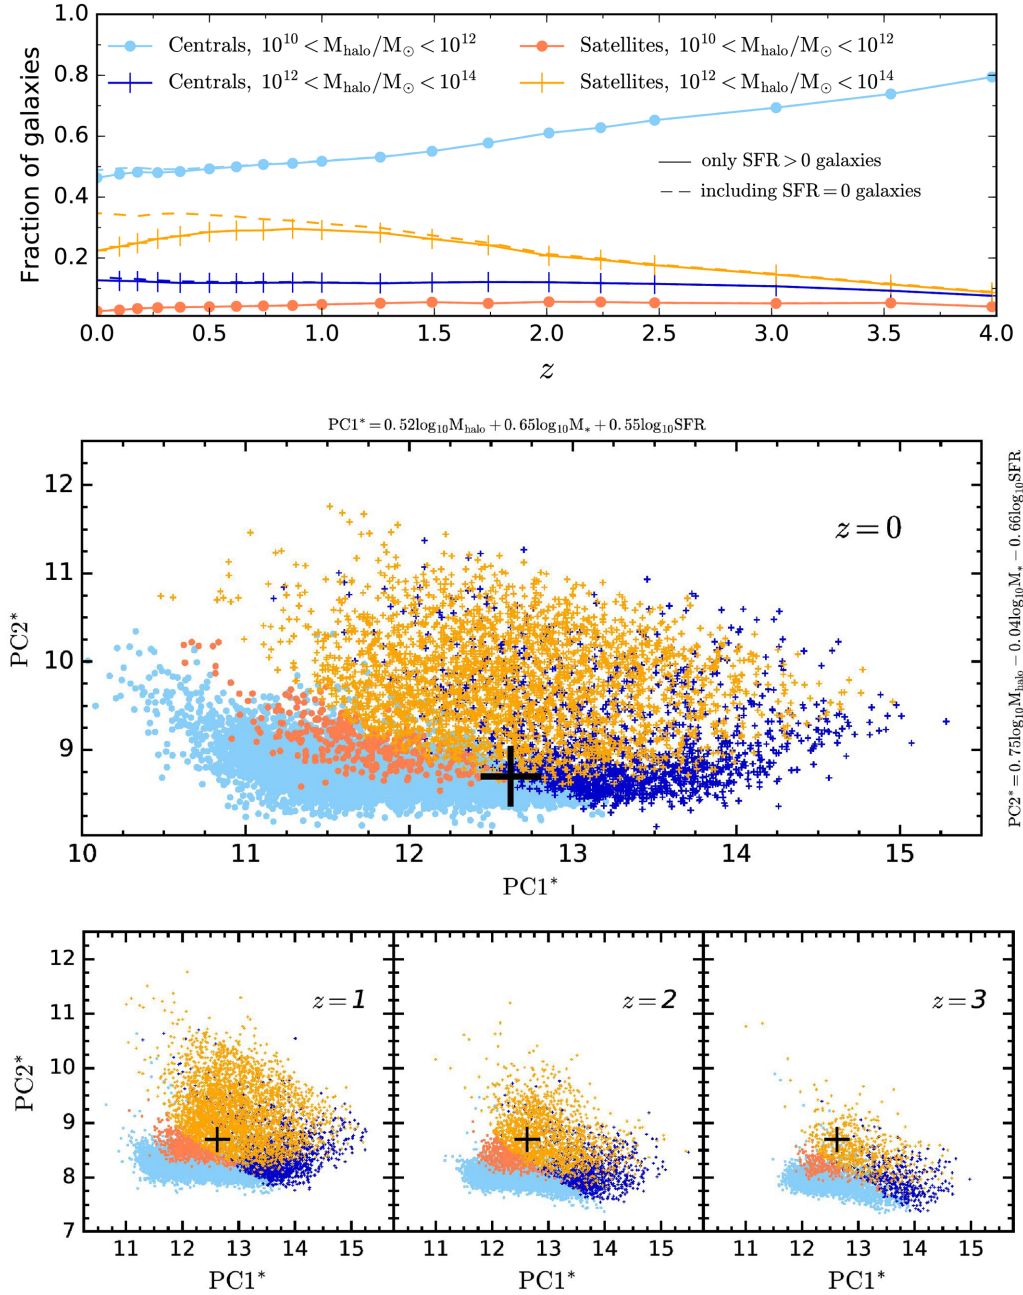 1.0
0.8
0.6
0.4
0.2
Fraction of galaxies
Centrals, 10^10 < M_halo/M_⊙ < 10^12
Centrals, 10^12 < M_halo/M_⊙ < 10^14
Satellites, 10^10 < M_halo/M_⊙ < 10^12
Satellites, 10^12 < M_halo/M_⊙ < 10^14
only SFR > 0 galaxies
including SFR = 0 galaxies
0.0 0.5 1.0 1.5 2.0 2.5 3.0 3.5 4.0
z
PC1* = 0.52log_10M_halo + 0.65log_10M_* + 0.55log_10SFR
12
11
10
9
PC2*
z = 0
PC2* = 0.75log_10M_halo − 0.04log_10M_* − 0.66log_10SFR
10 11 12 13 14 15
PC1*
12
11
10
9
8
7
PC2*
z = 1
z = 2
z = 3
11 12 13 14 15 11 12 13 14 15 11 12 13 14 15
PC1* PC1* PC1*